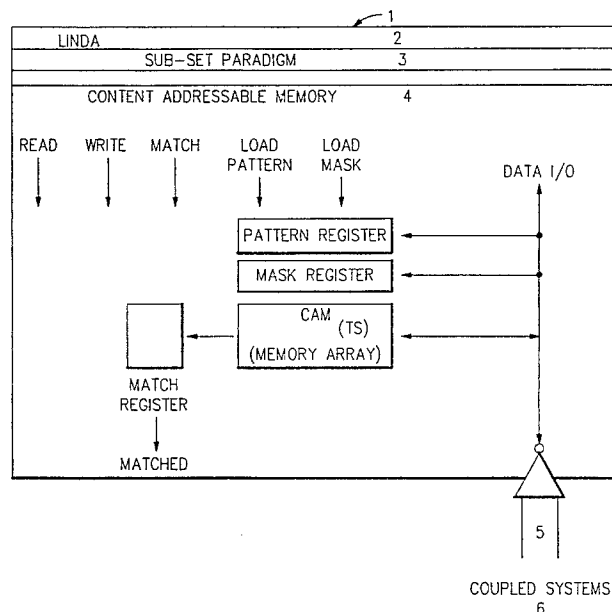 1
LINDA 2
SUB-SET PARADIGM 3
CONTENT ADDRESSABLE MEMORY 4
READ WRITE MATCH LOAD PATTERN LOAD MASK
DATA I/O
PATTERN REGISTER
MASK REGISTER
CAM
(TS)
(MEMORY ARRAY)
MATCH
REGISTER
MATCHED
5
COUPLED SYSTEMS
6